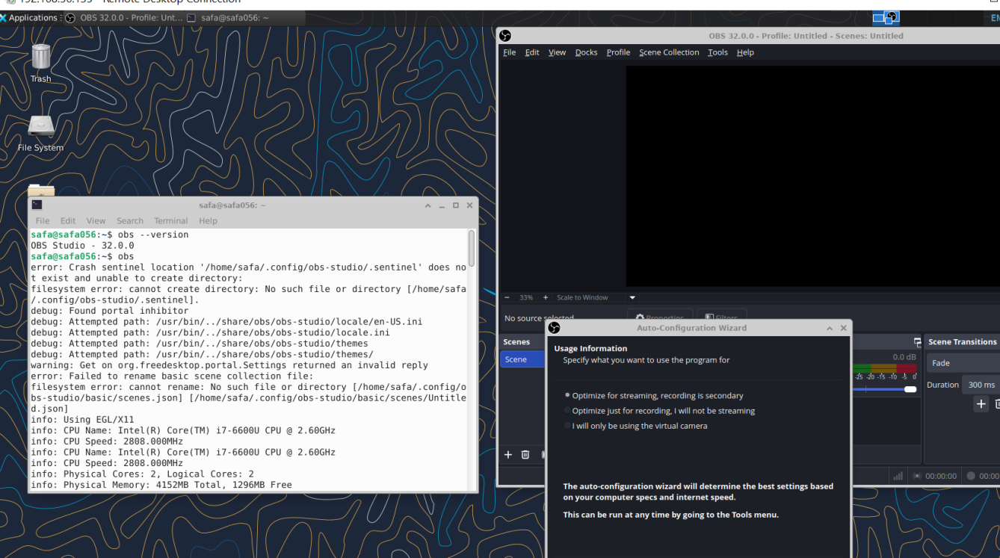 192.168.50.153 - Remote Desktop Connection
Applications
OBS 32.0.0 - Profile: Unt...
safa@safa056: ~
EN
Trash
File System
safa@safa056: ~
File Edit View Search Terminal Help
safa@safa056:~$ obs --version
OBS Studio - 32.0.0
safa@safa056:~$ obs
error: Crash sentinel location '/home/safa/.config/obs-studio/.sentinel' does no
t exist and unable to create directory:
filesystem error: cannot create directory: No such file or directory [/home/safa
/.config/obs-studio/.sentinel].
debug: Found portal inhibitor
debug: Attempted path: /usr/bin/../share/obs/obs-studio/locale/en-US.ini
debug: Attempted path: /usr/bin/../share/obs/obs-studio/locale.ini
debug: Attempted path: /usr/bin/../share/obs/obs-studio/themes
debug: Attempted path: /usr/bin/../share/obs/obs-studio/themes/
warning: Get on org.freedesktop.portal.Settings returned an invalid reply
error: Failed to rename basic scene collection file:
filesystem error: cannot rename: No such file or directory [/home/safa/.config/o
bs-studio/basic/scenes.json] [/home/safa/.config/obs-studio/basic/scenes/Untitle
d.json]
info: Using EGL/X11
info: CPU Name: Intel(R) Core(TM) i7-6600U CPU @ 2.60GHz
info: CPU Speed: 2808.000MHz
info: CPU Name: Intel(R) Core(TM) i7-6600U CPU @ 2.60GHz
info: CPU Speed: 2808.000MHz
info: Physical Cores: 2, Logical Cores: 2
info: Physical Memory: 4152MB Total, 1296MB Free
OBS 32.0.0 - Profile: Untitled - Scenes: Untitled
File Edit View Docks Profile Scene Collection Tools Help
33% Scale to Window
No source selected
Properties
Filters
Scenes
Scene
Auto-Configuration Wizard
Usage Information
Specify what you want to use the program for
Optimize for streaming, recording is secondary
Optimize just for recording, I will not be streaming
I will only be using the virtual camera
The auto-configuration wizard will determine the best settings based
on your computer specs and internet speed.
This can be run at any time by going to the Tools menu.
0.0 dB
-25 -20 -15 -10 -5 0
Scene Transitions
Fade
Duration 300 ms
00:00:00
00:00